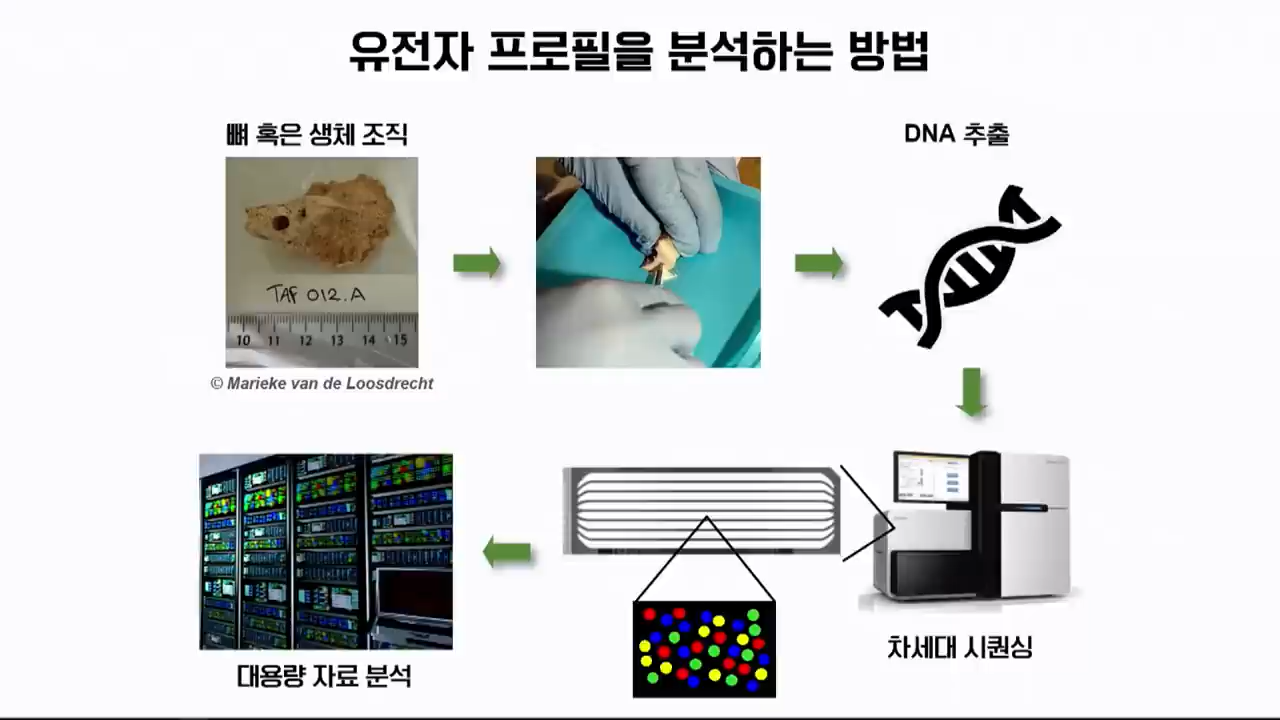 유전자 프로필을 분석하는 방법
뼈 혹은 생체 조직
DNA 추출
TAF 012.A
10 11 12 13 14 15
© Marieke van de Loosdrecht
차세대 시퀀싱
대용량 자료 분석